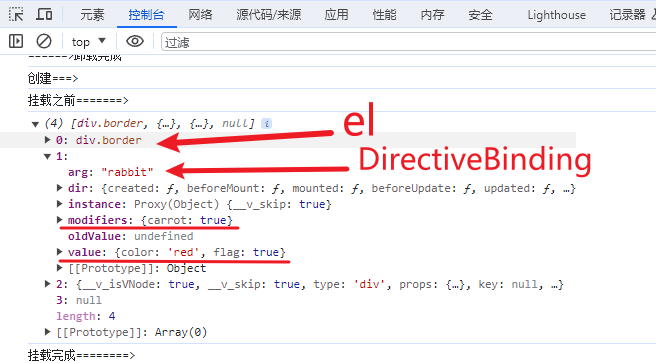 元素 控制台 网络 源代码/来源 应用 性能 内存 安全 Lighthouse 记录器
top 过滤
======>卸载完成
创建===>
挂载之前=======>
(4) [div.border, {…}, {…}, null] i
0: div.border
el
1:
DirectiveBinding
arg: "rabbit"
dir: {created: ƒ, beforeMount: ƒ, mounted: ƒ, beforeUpdate: ƒ, updated: ƒ, …}
instance: Proxy(Object) {__v_skip: true}
modifiers: {carrot: true}
oldValue: undefined
value: {color: 'red', flag: true}
[[Prototype]]: Object
2: {__v_isVNode: true, __v_skip: true, type: 'div', props: {…}, key: null, …}
3: null
length: 4
[[Prototype]]: Array(0)
挂载完成========>